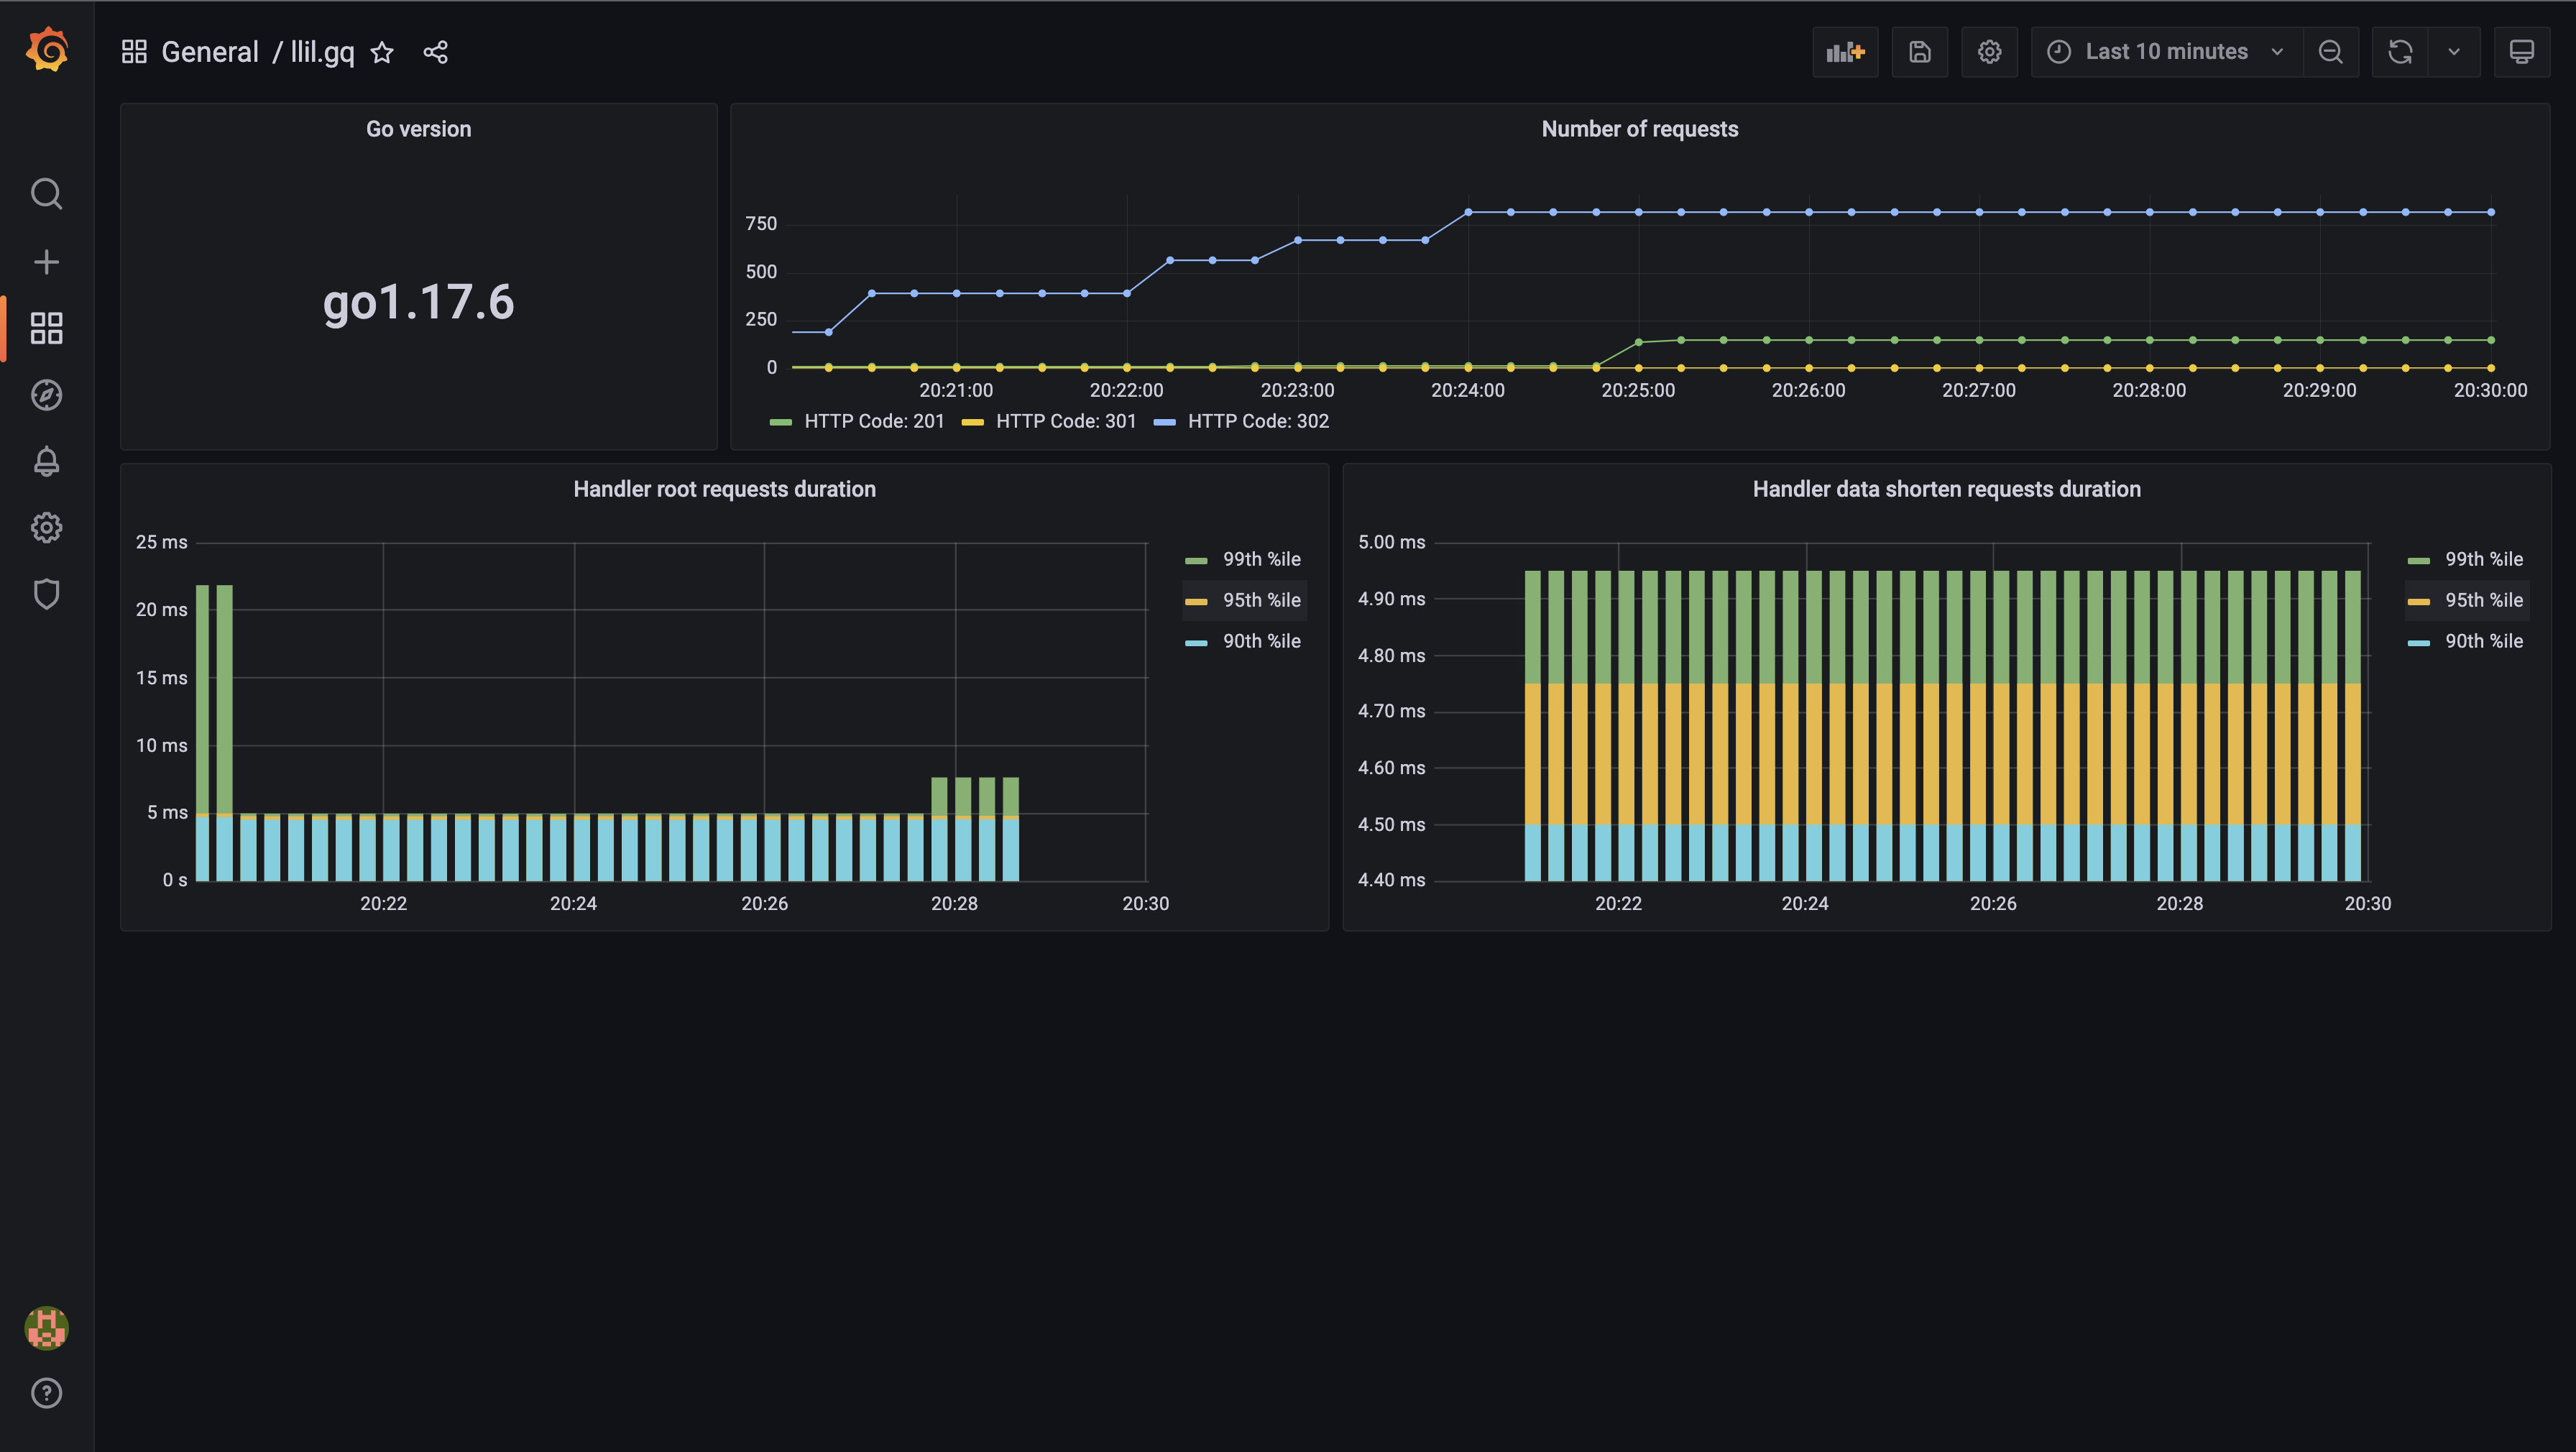 General / llil.gq
Last 10 minutes
Go version
go1.17.6
Number of requests
750
500
250
0
20:21:00 20:22:00 20:23:00 20:24:00 20:25:00 20:26:00 20:27:00 20:28:00 20:29:00 20:30:00
HTTP Code: 201 HTTP Code: 301 HTTP Code: 302
Handler root requests duration
25 ms
20 ms
15 ms
10 ms
5 ms
0 s
20:22 20:24 20:26 20:28 20:30
99th %ile
95th %ile
90th %ile
Handler data shorten requests duration
5.00 ms
4.90 ms
4.80 ms
4.70 ms
4.60 ms
4.50 ms
4.40 ms
20:22 20:24 20:26 20:28 20:30
99th %ile
95th %ile
90th %ile